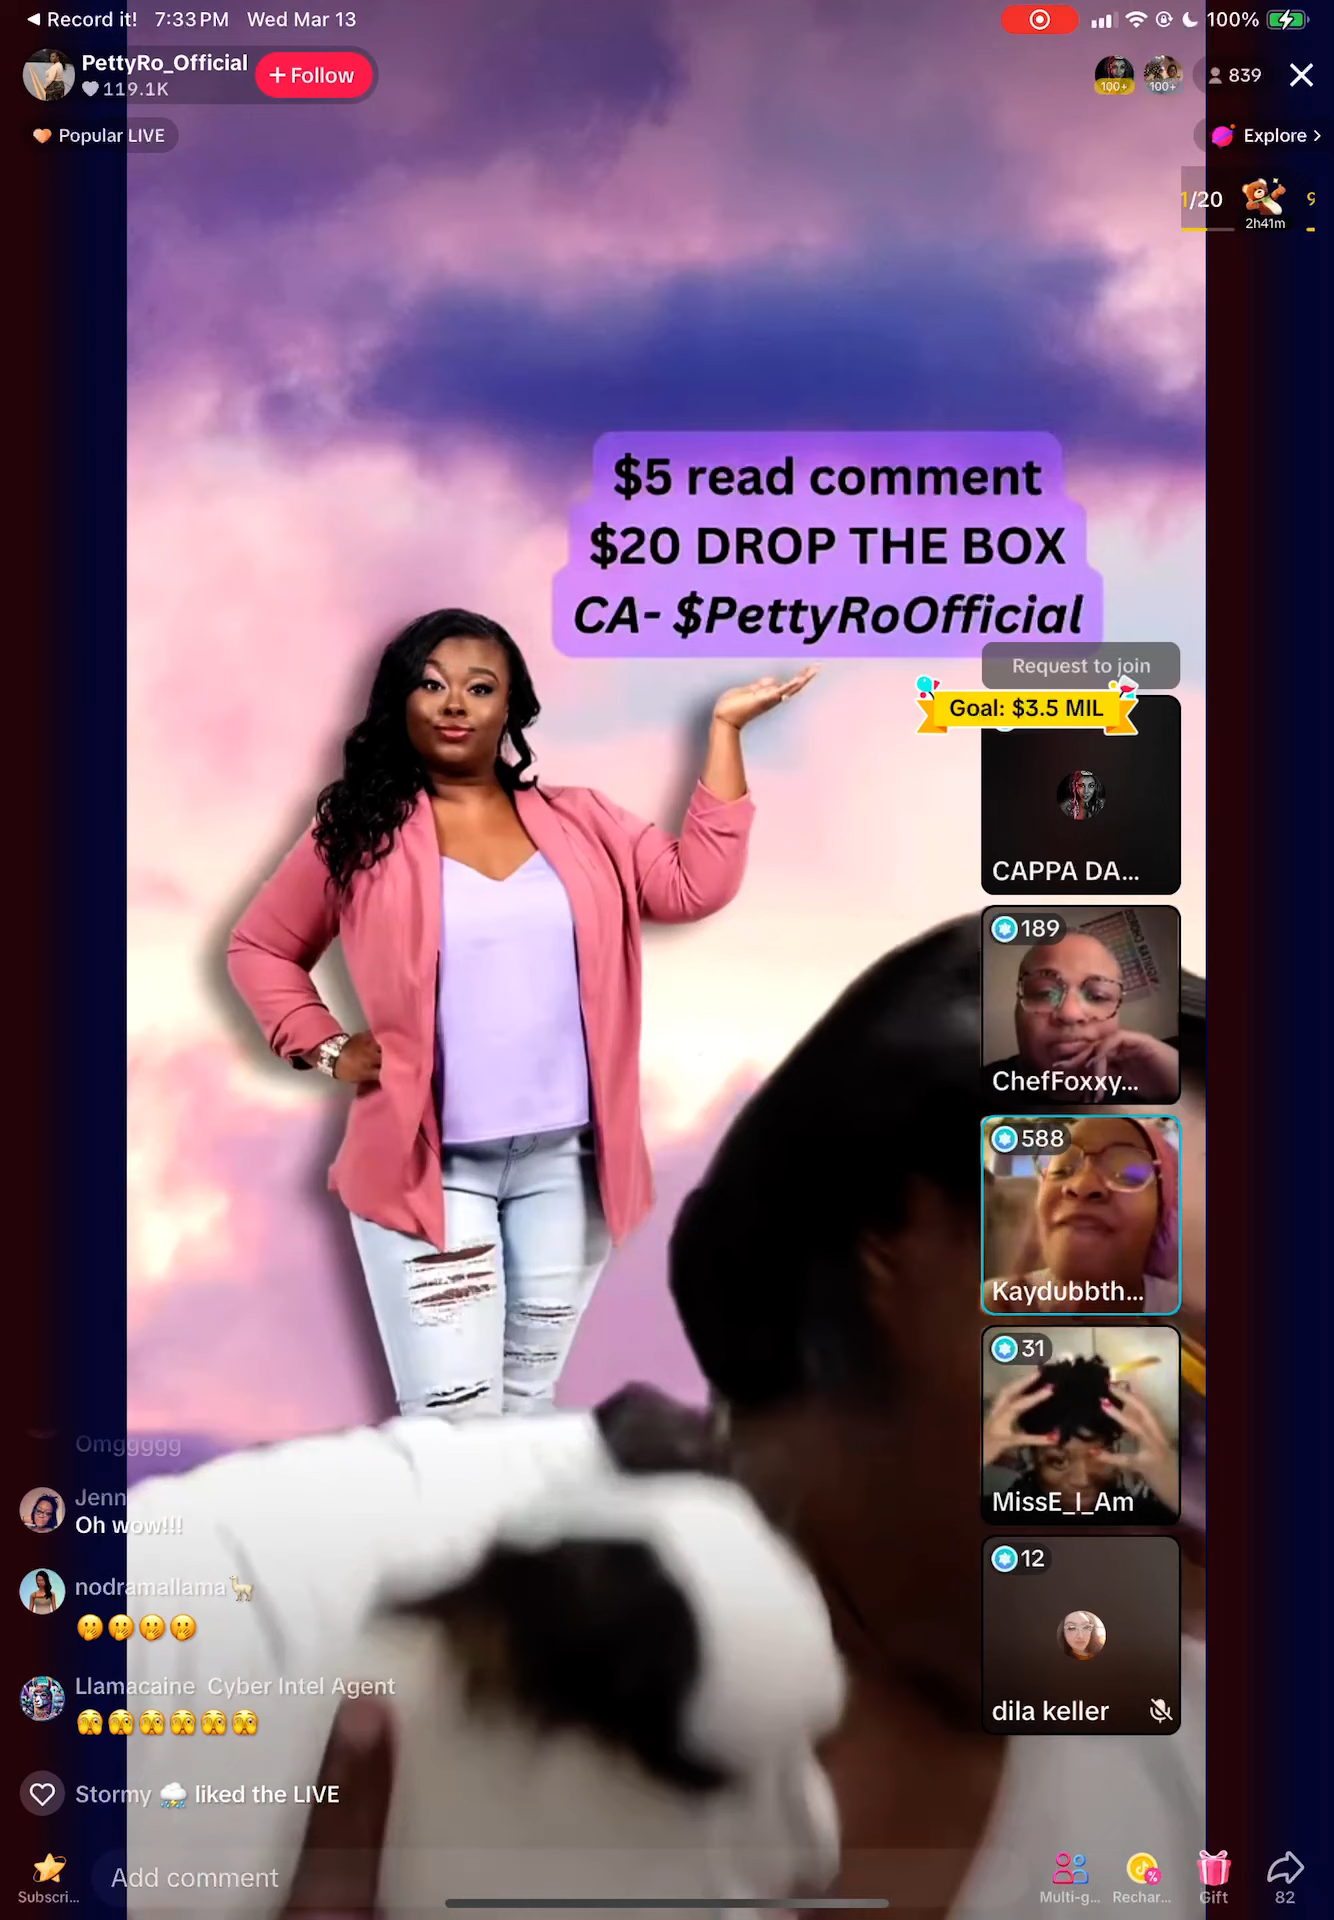 Record it! 7:33 PM Wed Mar 13
100%
PettyRo_Official
119.1K
+ Follow
100+
100+
839
Popular LIVE
Explore >
1/20
2h41m
$5 read comment
$20 DROP THE BOX
CA- $PettyRoOfficial
Request to join
Goal: $3.5 MIL
CAPPA DA...
189
ChefFoxxy...
588
Kaydubbth...
31
MissE_I_Am
12
dila keller
Omggggg
Jenn
Oh wow!!!
nodramallama🦙
🤭🤭🤭🤭
Llamacaine Cyber Intel Agent
🫣🫣🫣🫣🫣🫣
Stormy ⛈️ liked the LIVE
Subscri...
Add comment
Multi-g...
Rechar...
Gift
82